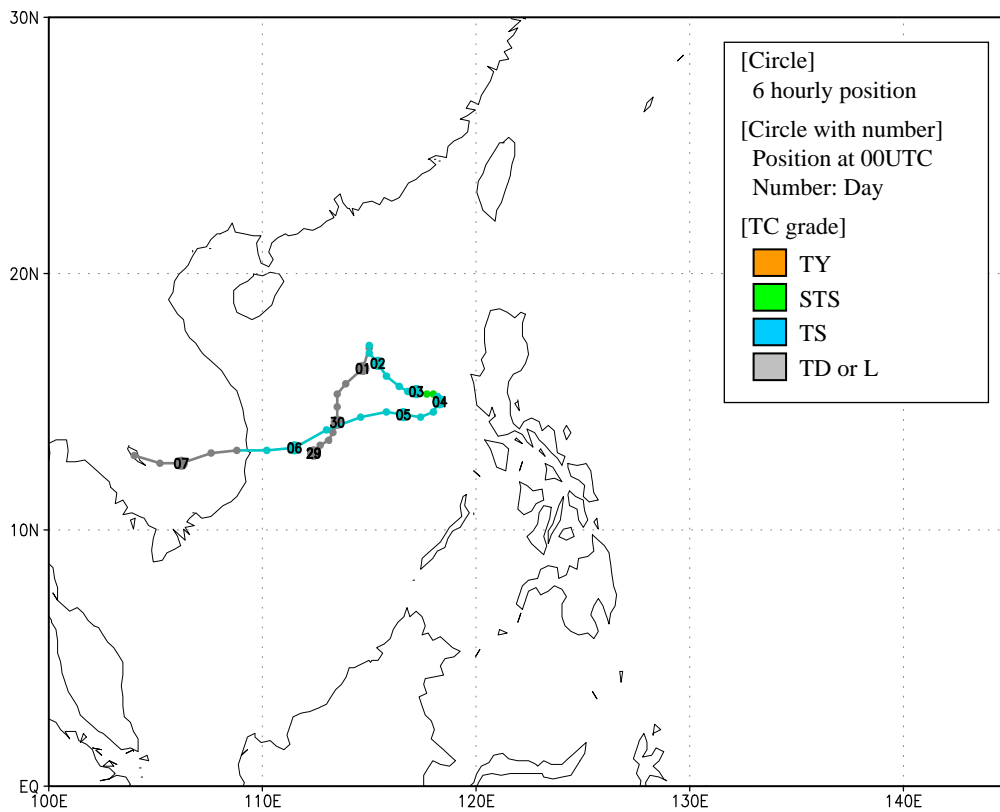 30N
20N
10N
EQ
100E
110E
120E
130E
140E
[Circle]
6 hourly position
[Circle with number]
Position at 00UTC
Number: Day
[TC grade]
TY
STS
TS
TD or L
01
02
03
04
05
30
06
29
07